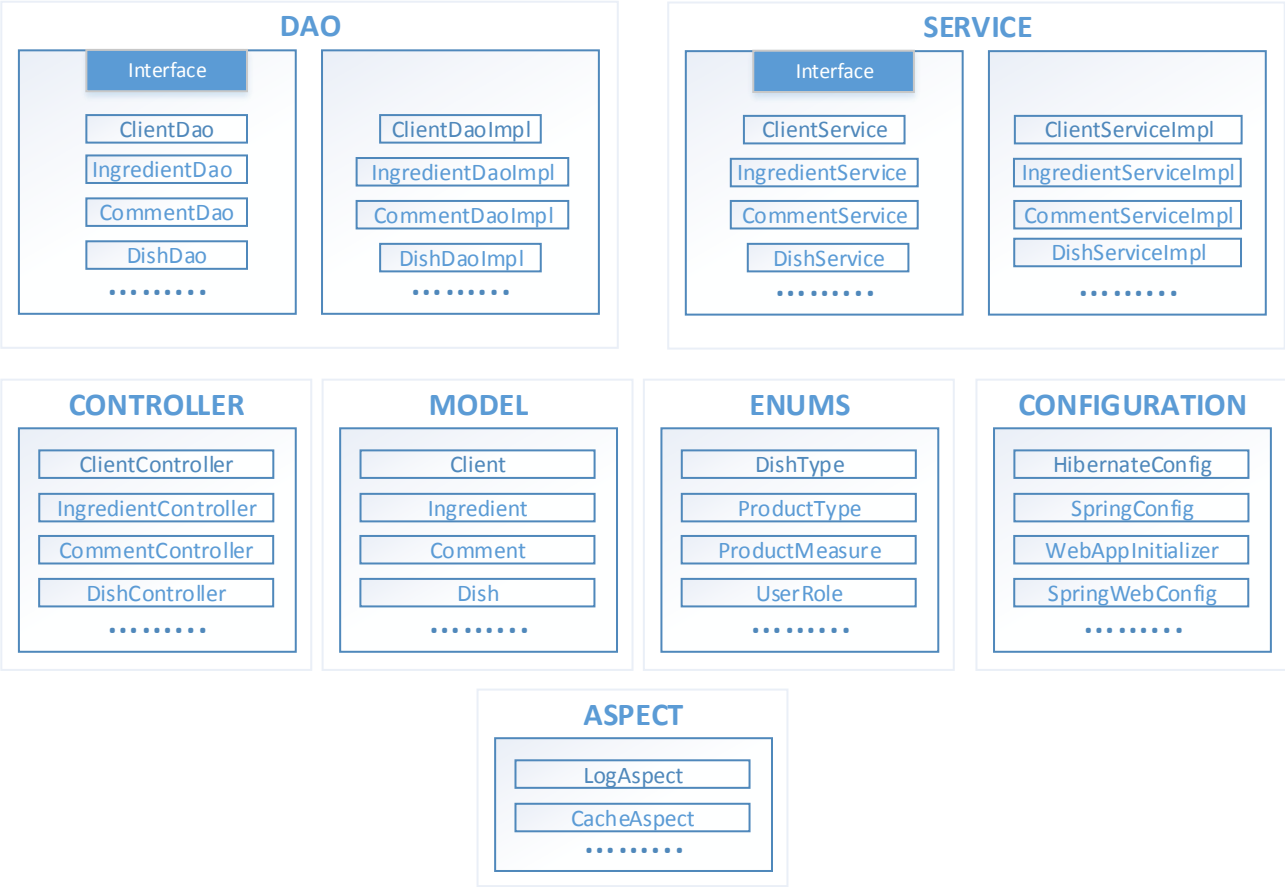 DAO
Interface
ClientDao
IngredientDao
CommentDao
DishDao
.........
ClientDaoImpl
IngredientDaoImpl
CommentDaoImpl
DishDaoImpl
.........
SERVICE
Interface
ClientService
IngredientService
CommentService
DishService
.........
ClientServiceImpl
IngredientServiceImpl
CommentServiceImpl
DishServiceImpl
.........
CONTROLLER
ClientController
IngredientController
CommentController
DishController
.........
MODEL
Client
Ingredient
Comment
Dish
.........
ENUMS
DishType
ProductType
ProductMeasure
UserRole
.........
CONFIGURATION
HibernateConfig
SpringConfig
WebAppInitializer
SpringWebConfig
.........
ASPECT
LogAspect
CacheAspect
.........